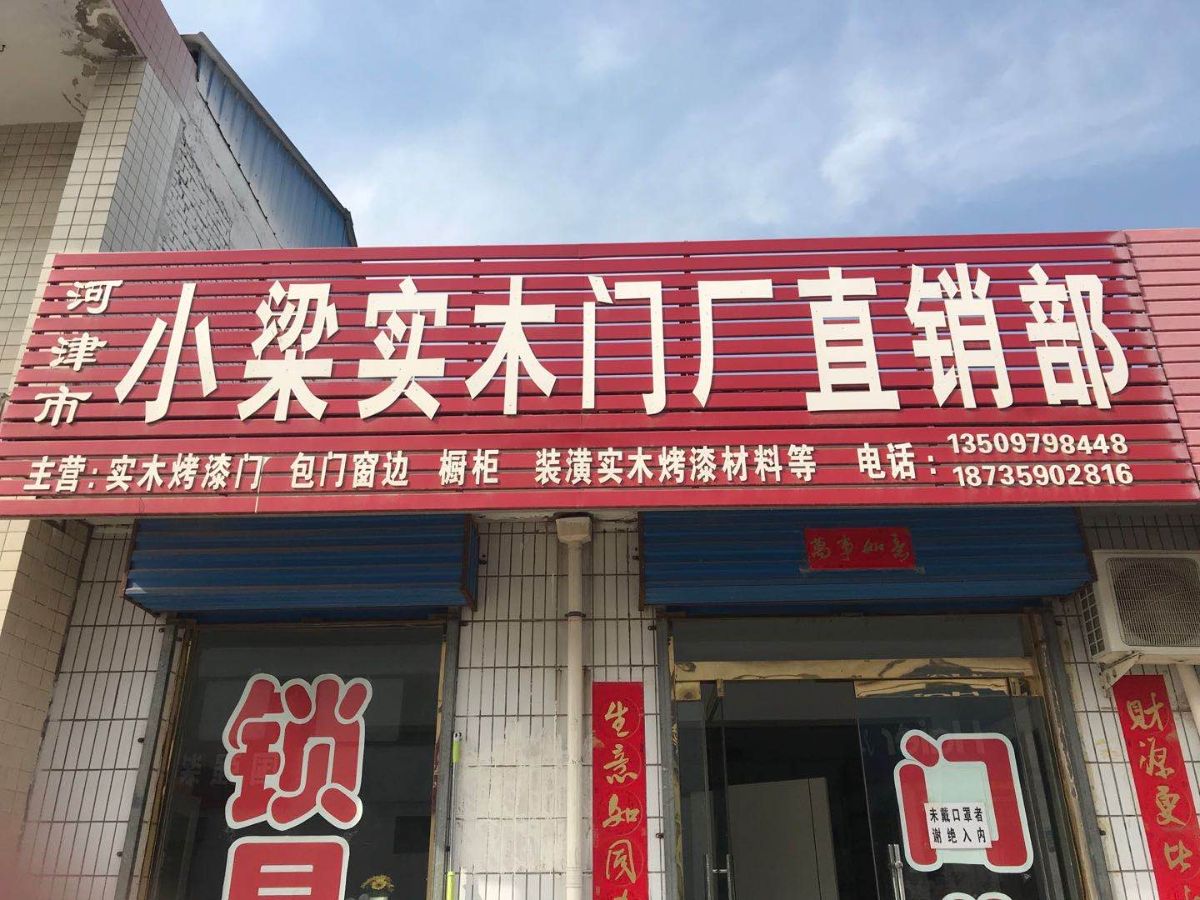 河津市
小梁实木门厂直销部
主营:实木烤漆门 包门窗边 橱柜 装潢实木烤漆材料等 电话:
13509798448
18735902816
萬事如意
锁
生意如同
门
未戴口罩者
谢绝入内
财源更比